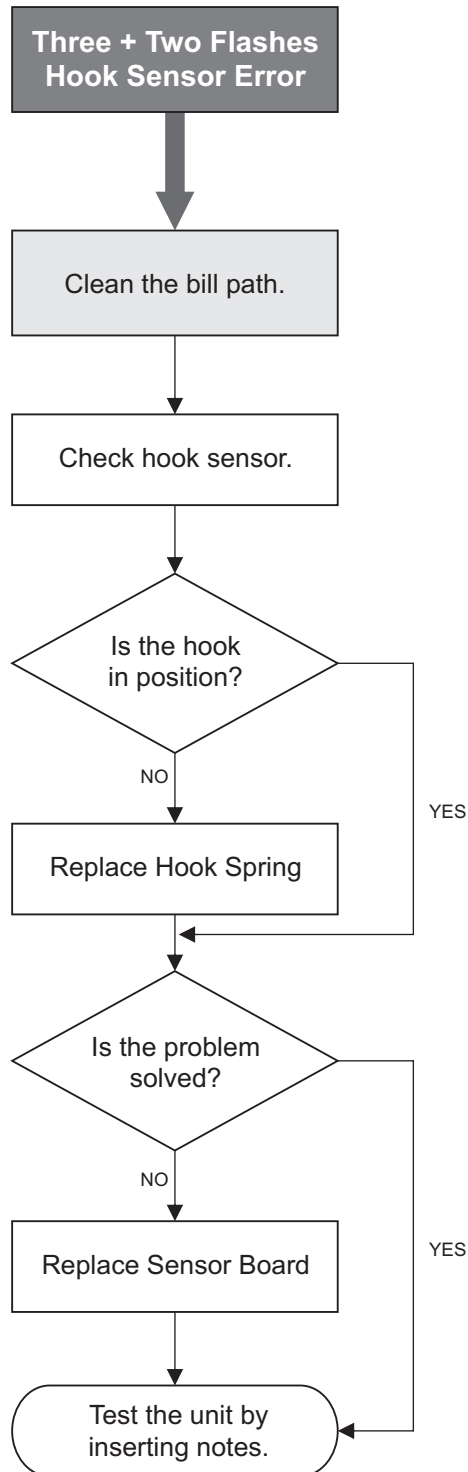 Three + Two Flashes
Hook Sensor Error
Clean the bill path.
Check hook sensor.
Is the hook
in position?
NO
YES
Replace Hook Spring
Is the problem
solved?
NO
YES
Replace Sensor Board
Test the unit by
inserting notes.